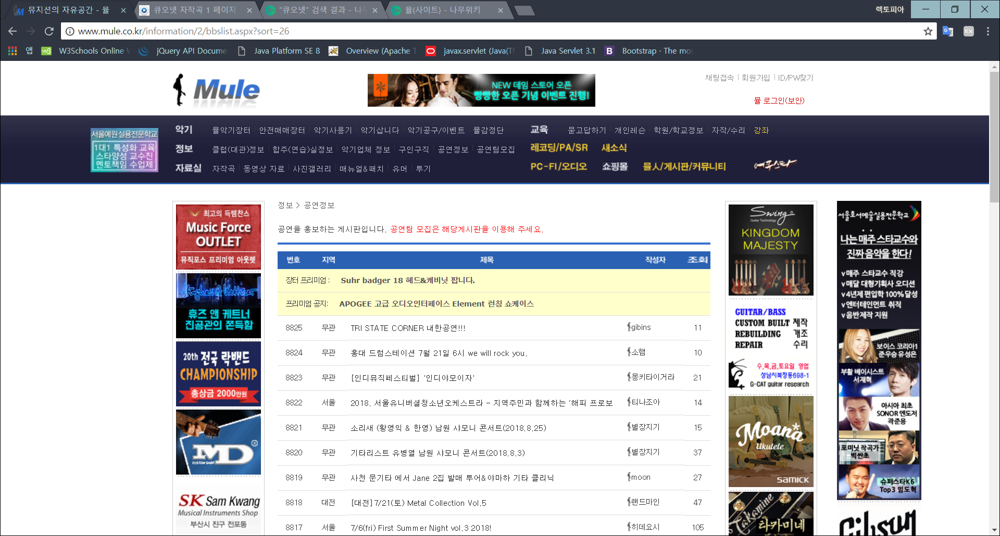 뮤지션의 자유공간 - 뮬
큐오넷 자작곡 1 페이지
"큐오넷" 검색 결과 - 나무
뮬(사이트) - 나무위키
렉토피아
www.mule.co.kr/information/2/bbslist.aspx?sort=26
앱
W3Schools Online
jQuery API Docume
Java Platform SE 8
Overview (Apache T
javax.servlet (Java(T
Java Servlet 3.1
Bootstrap · The mos
Mule
DAME
NEW 데임 스토어 오픈
빵빵한 오픈 기념 이벤트 진행!
채팅접속 | 회원가입 | ID/PW찾기
뮬 로그인(보안)
서울예원실용전문학교
1대1 특성화 교육
스타양성 교수진
멘토책임 수업제
악기 뮬악기장터 안전매매장터 악기사용기 악기삽니다 악기공구/이벤트 뮬감정단
정보 클럽(대관)정보 합주(연습)실정보 악기업체 정보 구인구직 공연정보 공연팀모집
자료실 자작곡 동영상 자료 사진갤러리 매뉴얼&패치 유머 투기
교육 묻고답하기 개인레슨 학원/학교정보 자작/수리 강좌
레코딩/PA/SR 새소식
PC-FI/오디오 쇼핑몰 뮬人/게시판/커뮤니티
여우스타
최고의 득템찬스
Music Force
OUTLET
뮤직포스 프리미엄 아웃렛
Hughes & Kettner
휴즈 앤 케트너
진공관의 쫀득함
20th 전국 락밴드
CHAMPIONSHIP
총상금 2000만원
MD
CUSTOM SHOP
SK Sam Kwang
Musical Instruments Shop
부산시 진구 전포동
정보 > 공연정보
공연을 홍보하는 게시판입니다. 공연팀 모집은 해당게시판을 이용해 주세요.
번호 지역 제목 작성자 조회
장터 프리미엄 : Suhr badger 18 헤드&캐비닛 팝니다.
프리미엄 공지: APOGEE 고급 오디오인터페이스 Element 런칭 쇼케이스
8825 무관 TRI STATE CORNER 내한공연!!! gibins 11
8824 무관 홍대 드럼스테이션 7월 21일 6시 we will rock you. 소햄 10
8823 무관 [인디뮤직페스티벌] '인디야모이자' 몽키타이거라 21
8822 서울 2018. 서울유니버셜청소년오케스트라 - 지역주민과 함께하는 '해피 프로보 티나조아 14
8821 무관 소리새 (황영익 & 한영) 남원 샤모니 콘서트(2018.8.25) 별장지기 15
8820 무관 기타리스트 유병열 남원 샤모니 콘서트(2018.8.3) 별장지기 37
8819 무관 사천 문기타 에서 Jane 2집 발매 투어&야마하 기타 클리닉 moon 27
8818 대전 [대전]7/21(토) Metal Collection Vol.5 랜드마인 47
8817 서울 7/6(fri) First Summer Night vol.3 2018! 히데요시 105
Swing
Guitar Technology
KINGDOM
MAJESTY
GUITAR/BASS
CUSTOM BUILT 제작
REBUILDING 개조
REPAIR 수리
수,목,금,토요일 영업
성남시복정동698-1
G-CAT guitar research
Moana
Ukulele
SAMICK
Takamine
타카미네
서울호서예술실용전문학교
나는 매주 스타교수와
진짜 음악을 한다!
v매주 스타교수 직강
v매달 대형기획사 오디션
v4년제 편입학 100% 달성
v엔터테인먼트 취직
v음반제작 지원
보이스 코리아1
준우승 유성은
부활 베이시스트
서재혁
아시아 최초
SONOR 엔도저
곽준용
포미닛 작곡가
빅싼초
슈퍼스타K6
Top3 임도혁
Gibson